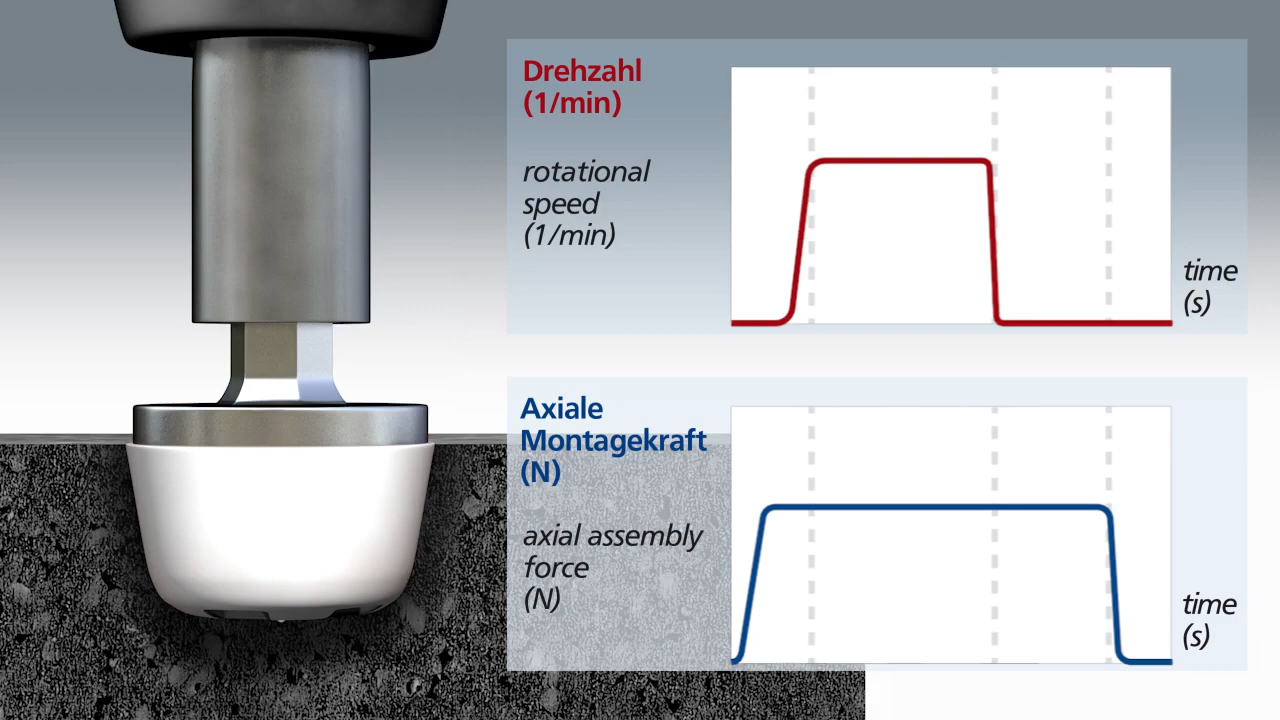 Drehzahl
(1/min)
rotational
speed
(1/min)
time
(s)
Axiale
Montagekraft
(N)
axial assembly
force
(N)
time
(s)